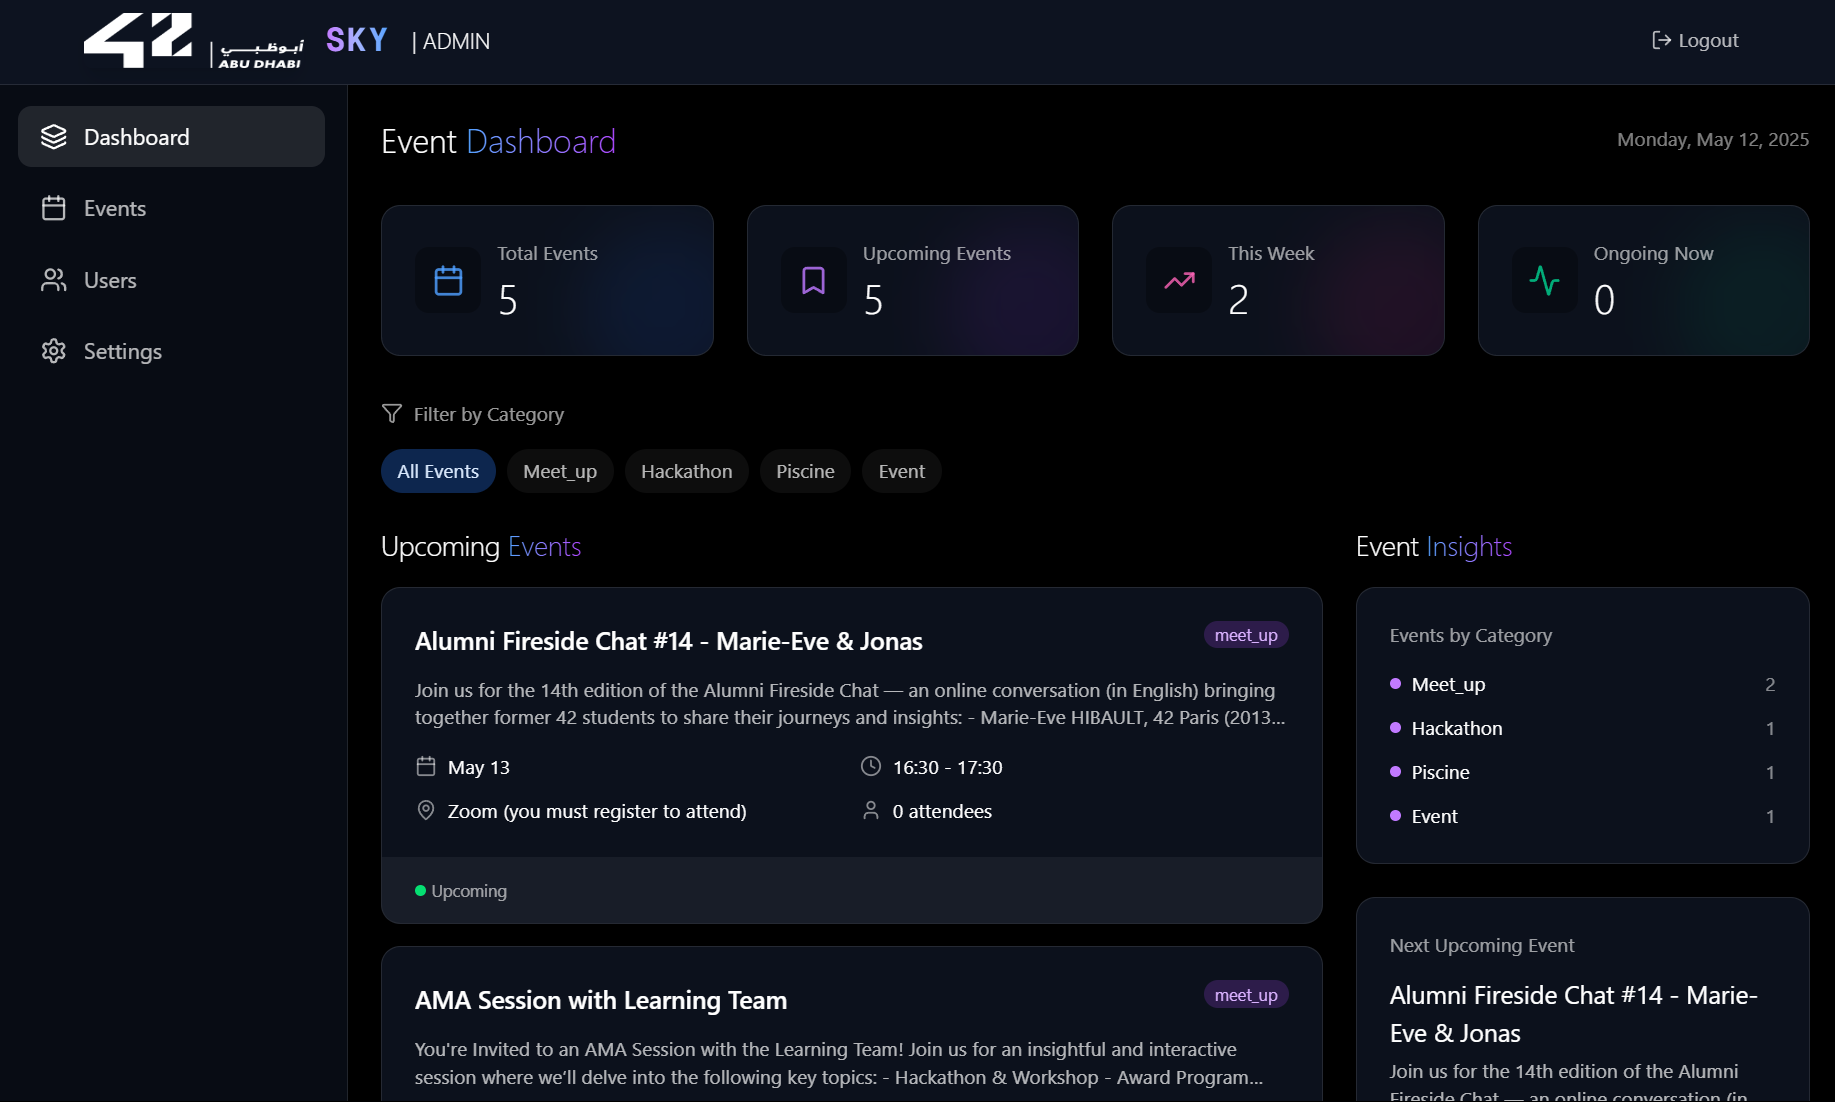 42 | أبوظبي
ABU DHABI
SKY | ADMIN
Logout
Dashboard
Events
Users
Settings
Event Dashboard
Monday, May 12, 2025
Total Events
5
Upcoming Events
5
This Week
2
Ongoing Now
0
Filter by Category
All Events
Meet_up
Hackathon
Piscine
Event
Upcoming Events
Alumni Fireside Chat #14 - Marie-Eve & Jonas
meet_up
Join us for the 14th edition of the Alumni Fireside Chat — an online conversation (in English) bringing
together former 42 students to share their journeys and insights: - Marie-Eve HIBAULT, 42 Paris (2013...
May 13
16:30 - 17:30
Zoom (you must register to attend)
0 attendees
Upcoming
AMA Session with Learning Team
meet_up
You're Invited to an AMA Session with the Learning Team! Join us for an insightful and interactive
session where we’ll delve into the following key topics: - Hackathon & Workshop - Award Program...
Event Insights
Events by Category
Meet_up 2
Hackathon 1
Piscine 1
Event 1
Next Upcoming Event
Alumni Fireside Chat #14 - Marie-
Eve & Jonas
Join us for the 14th edition of the Alumni
Fireside Chat — an online conversation (in